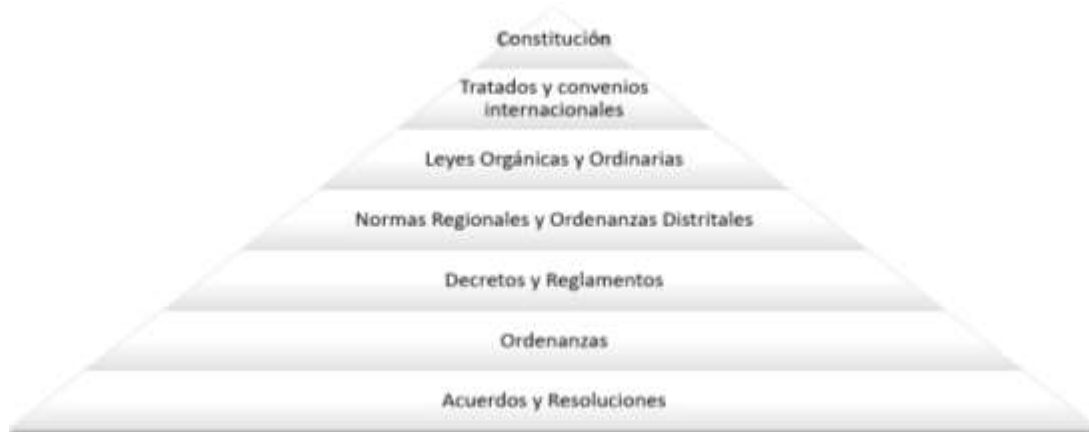 Constitución
Tratados y convenios
internacionales
Leyes Orgánicas y Ordinarias
Normas Regionales y Ordenanzas Distritales
Decretos y Reglamentos
Ordenanzas
Acuerdos y Resoluciones